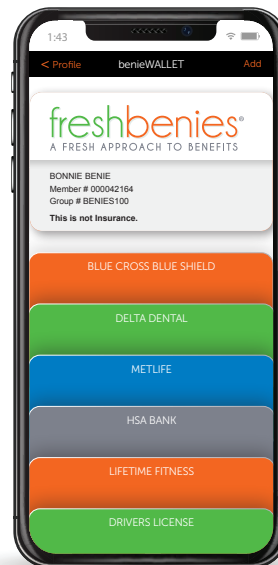 1:43
< Profile benieWALLET Add
freshbenies®
A FRESH APPROACH TO BENEFITS
BONNIE BENIE
Member # 000042164
Group # BENIES100
This is not Insurance.
BLUE CROSS BLUE SHIELD
DELTA DENTAL
METLIFE
HSA BANK
LIFETIME FITNESS
DRIVERS LICENSE